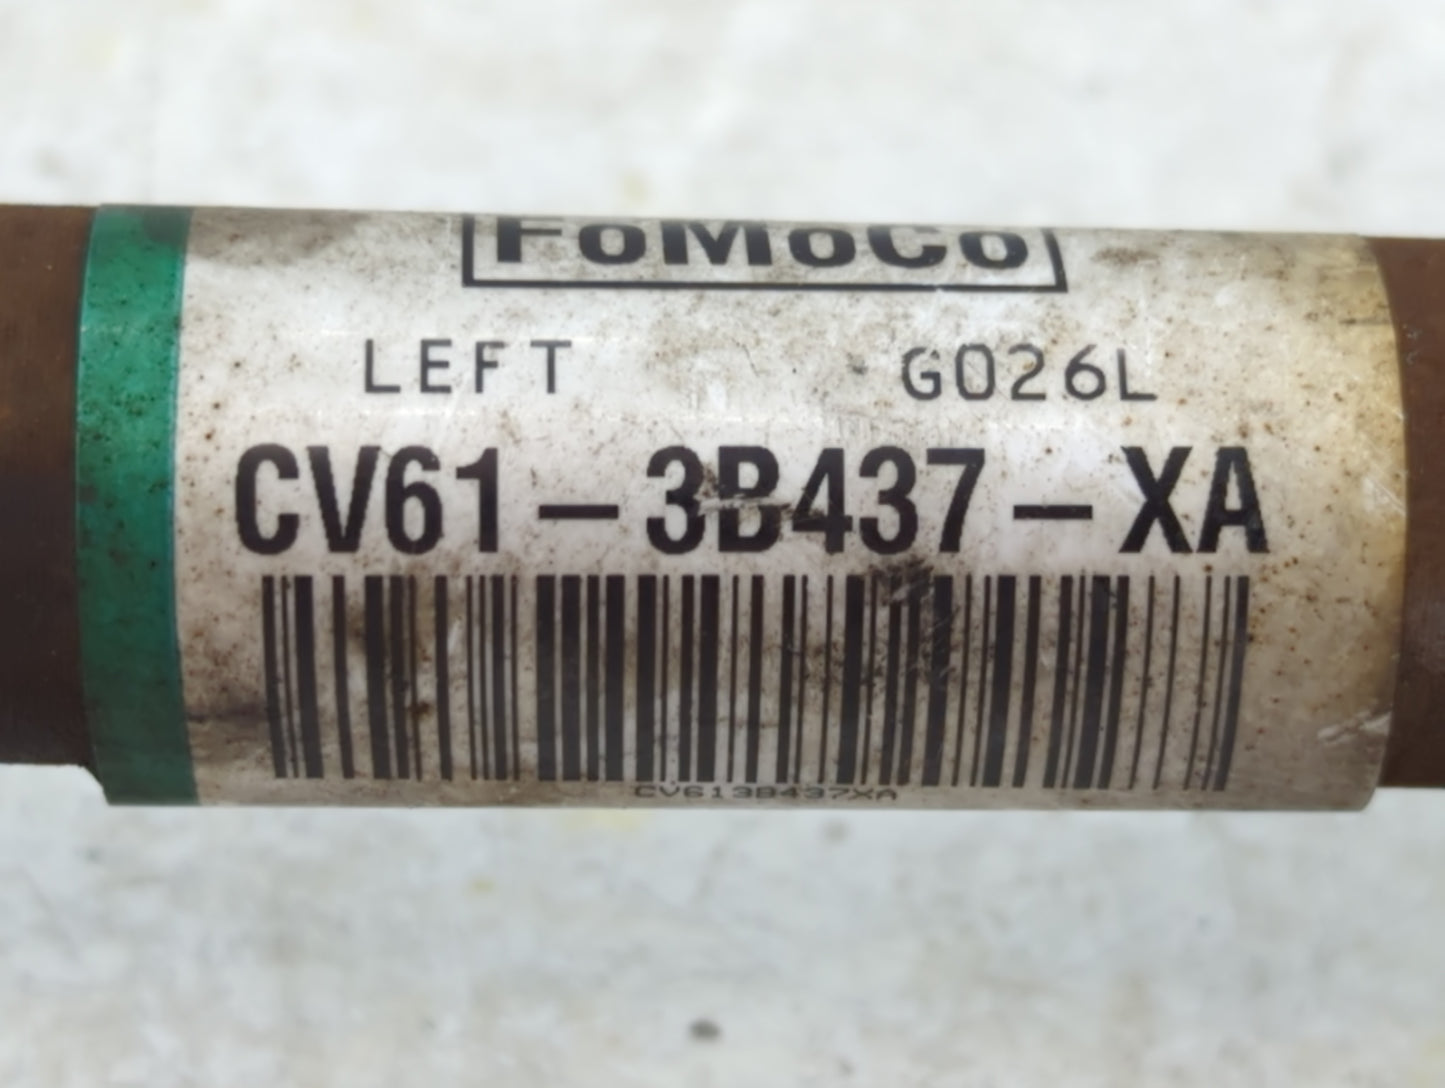 FoMoCo
LEFT G026L
CV61-3B437-XA
CV613B437XA